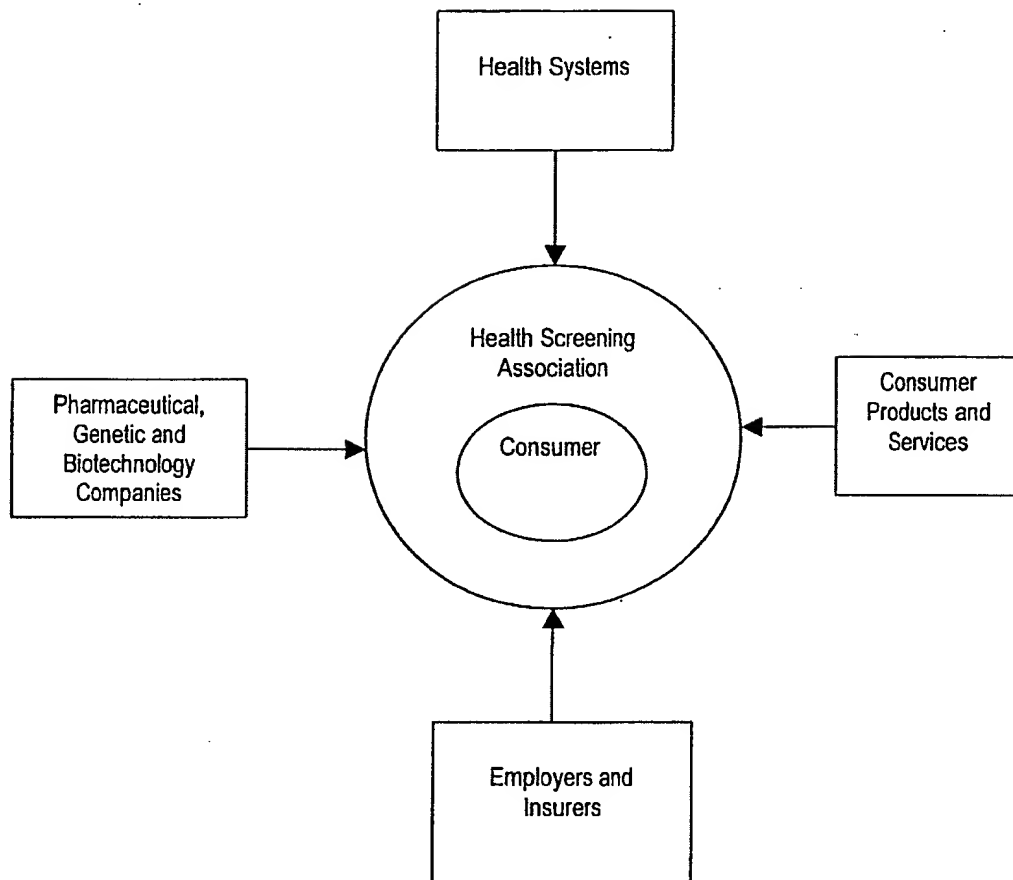 Health Systems
Health Screening
Association
Consumer
Pharmaceutical,
Genetic and
Biotechnology
Companies
Consumer
Products and
Services
Employers and
Insurers